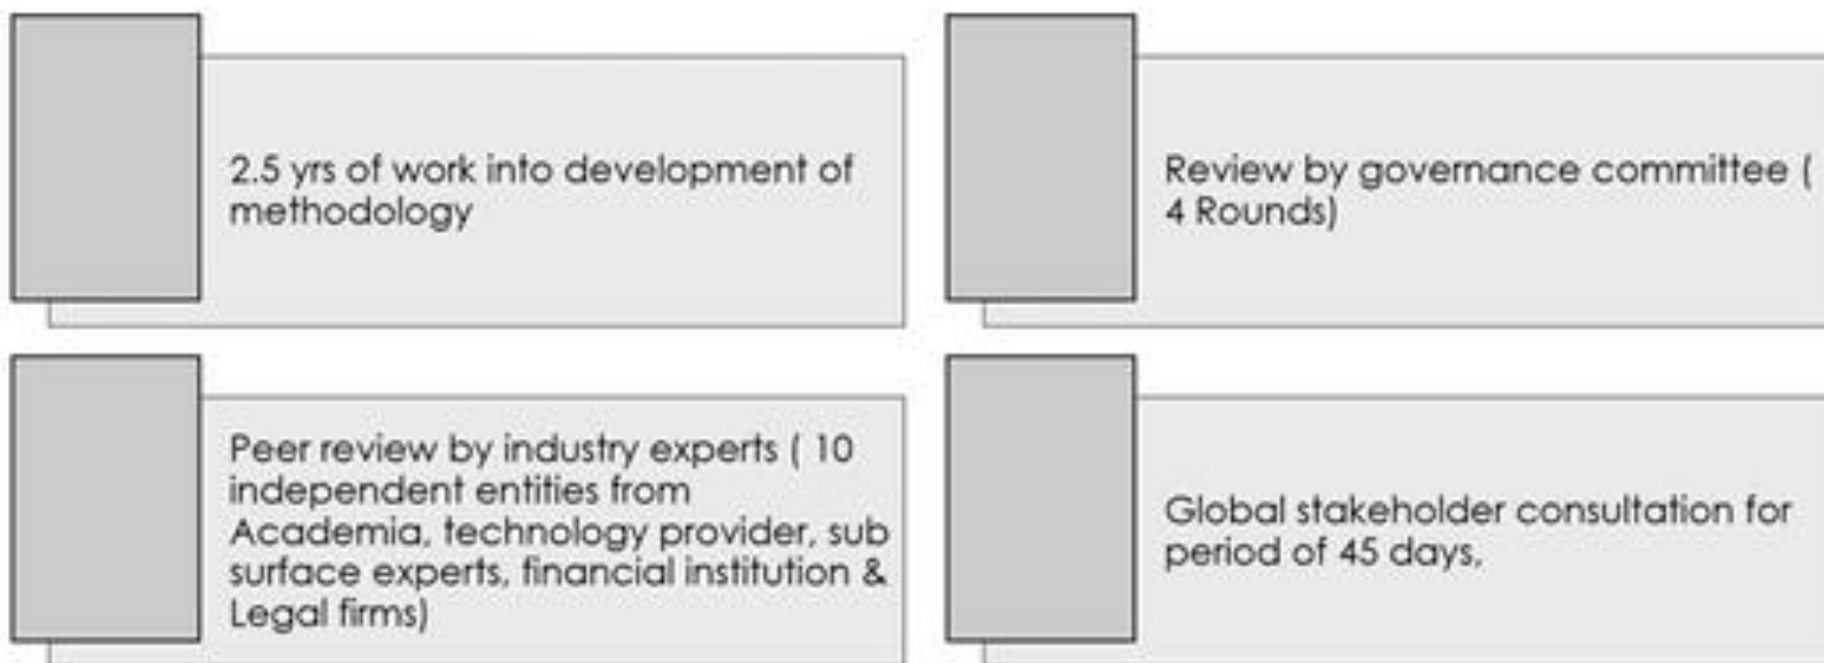 2.5 yrs of work into development of
methodology
Review by governance committee (
4 Rounds)
Peer review by industry experts ( 10
independent entities from
Academia, technology provider, sub
surface experts, financial institution &
Legal firms)
Global stakeholder consultation for
period of 45 days,